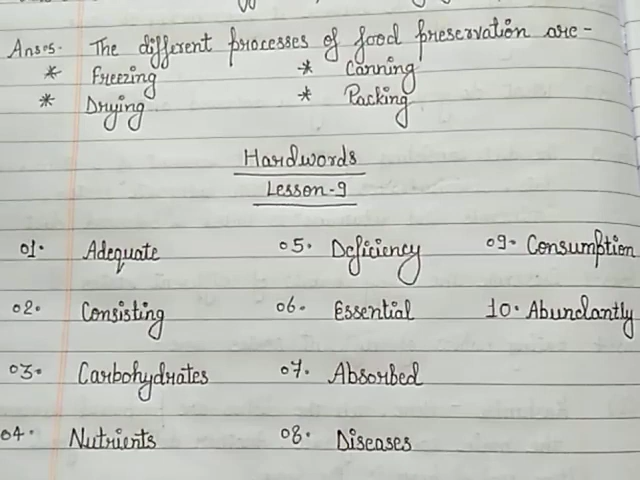 Ans:5. The different processes of food preservation are -
* Freezing * Canning
* Drying * Packing
Hardwords
Lesson-9
01. Adequate 05. Deficiency 09. Consumption
02. Consisting 06. Essential 10. Abundantly
03. Carbohydrates 07. Absorbed
04. Nutrients 08. Diseases